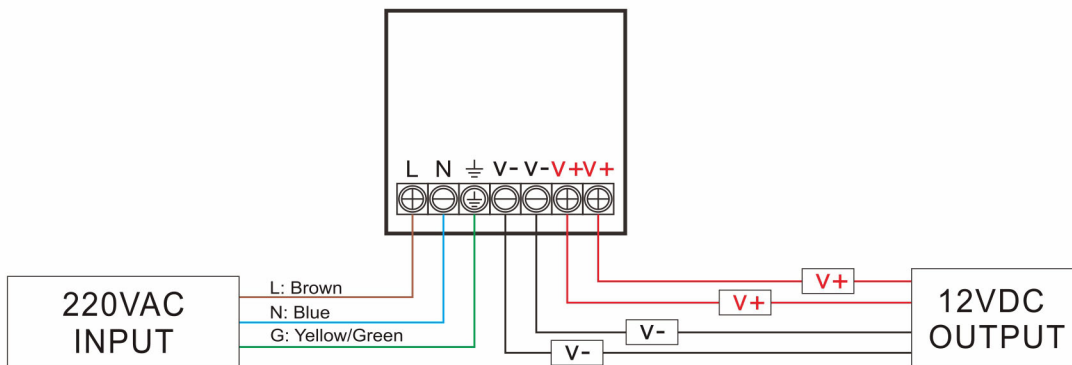 L N ⏚ V- V- V+ V+
L: Brown
N: Blue
G: Yellow/Green
220VAC
INPUT
V+
V+
V-
V-
12VDC
OUTPUT